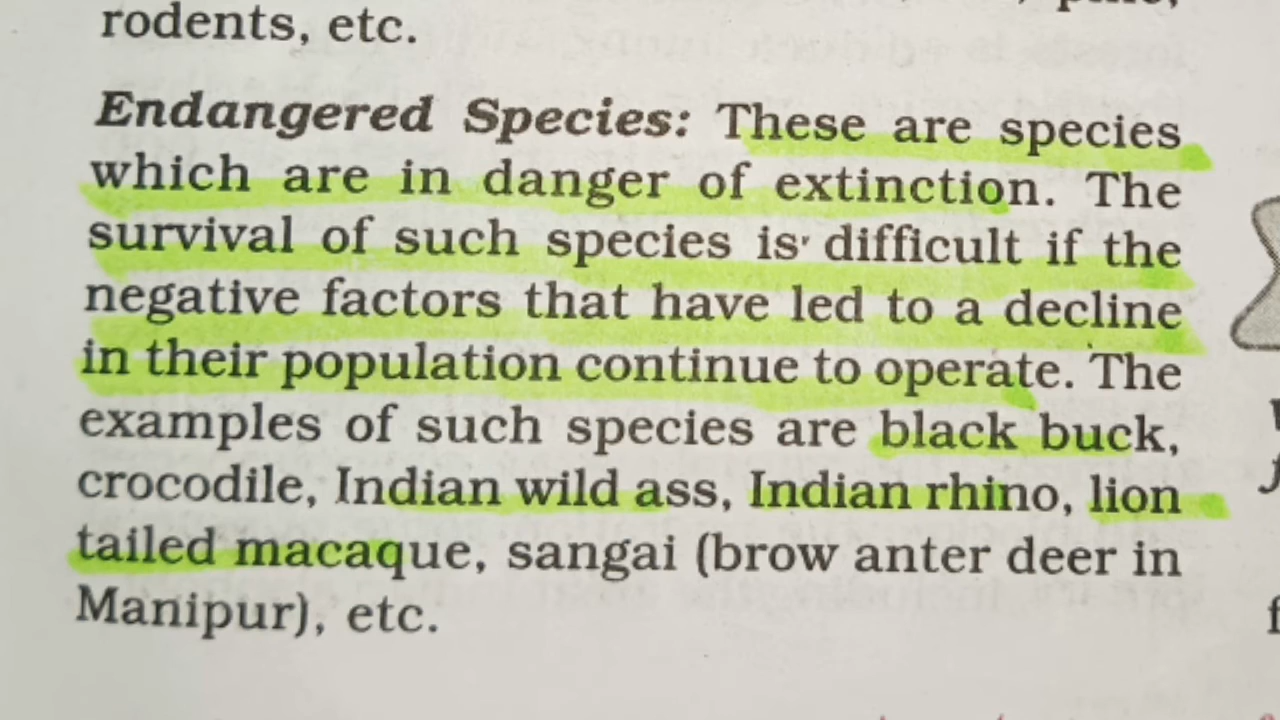 rodents, etc.
Endangered Species: These are species
which are in danger of extinction. The
survival of such species is difficult if the
negative factors that have led to a decline
in their population continue to operate. The
examples of such species are black buck,
crocodile, Indian wild ass, Indian rhino, lion
tailed macaque, sangai (brow anter deer in
Manipur), etc.